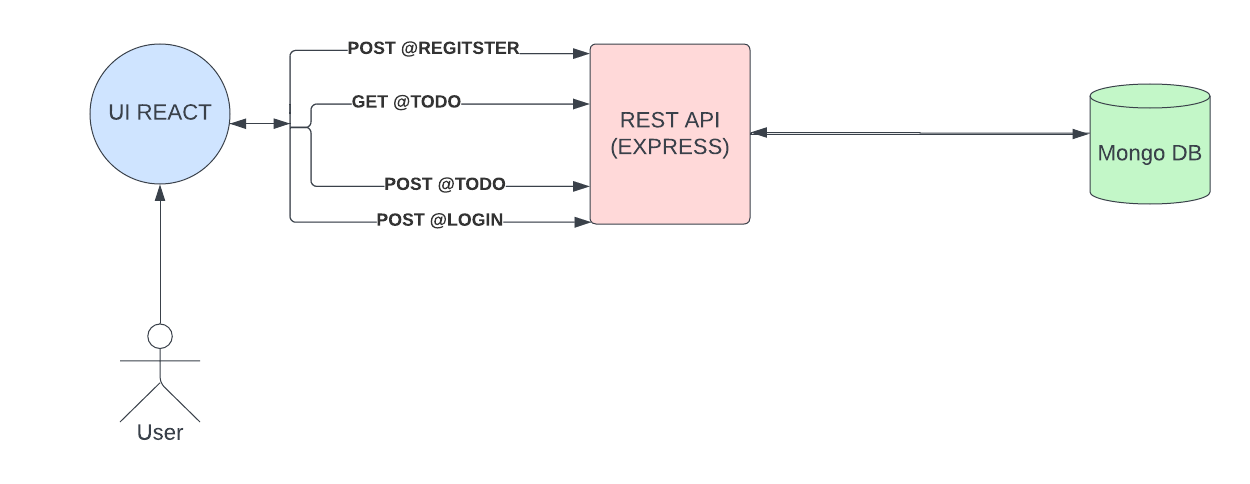 UI REACT
POST @REGITSTER
GET @TODO
POST @TODO
POST @LOGIN
REST API
(EXPRESS)
Mongo DB
User